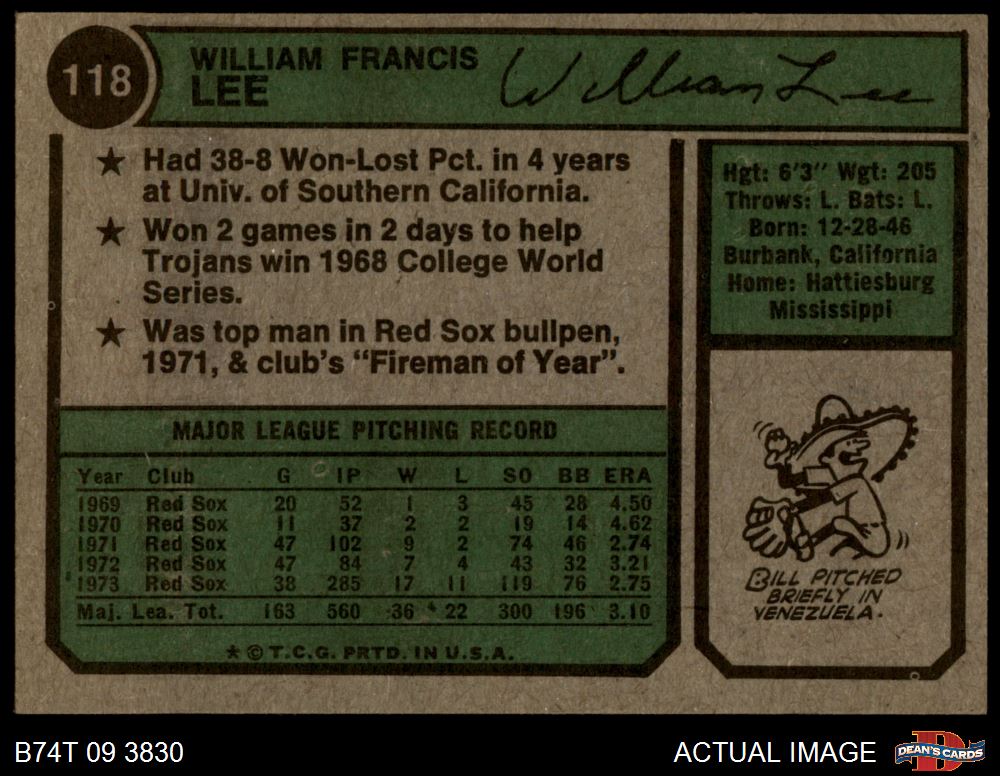 118
WILLIAM FRANCIS
LEE
William Lee
★ Had 38-8 Won-Lost Pct. in 4 years
at Univ. of Southern California.
★ Won 2 games in 2 days to help
Trojans win 1968 College World
Series.
★ Was top man in Red Sox bullpen,
1971, & club's "Fireman of Year".
Hgt: 6'3" Wgt: 205
Throws: L. Bats: L.
Born: 12-28-46
Burbank, California
Home: Hattiesburg
Mississippi
MAJOR LEAGUE PITCHING RECORD
Year Club G IP W L SO BB ERA
1969 Red Sox 20 52 1 3 45 28 4.50
1970 Red Sox 11 37 2 2 19 14 4.62
1971 Red Sox 47 102 9 2 74 46 2.74
1972 Red Sox 47 84 7 4 43 32 3.21
1973 Red Sox 38 285 17 11 119 76 2.75
Maj. Lea. Tot. 163 560 36 22 300 196 3.10
★ © T.C.G. PRTD. IN U.S.A.
BILL PITCHED
BRIEFLY IN
VENEZUELA.
B74T 09 3830
ACTUAL IMAGE
DEAN'S CARDS